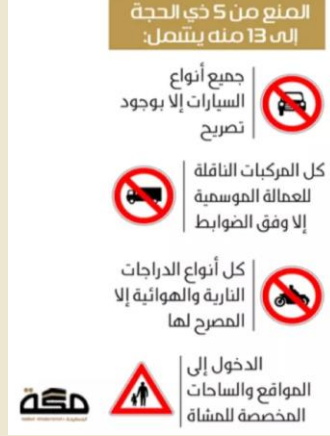 المنع من 5 ذي الحجة
إلى 13 منه يشمل:
جميع أنواع
السيارات إلا بوجود
تصريح
كل المركبات الناقلة
للعمالة الموسمية
إلا وفق الضوابط
كل أنواع الدراجات
النارية والهوائية إلا
المصرح لها
الدخول إلى
المواقع والساحات
المخصصة للمشاة
مكة